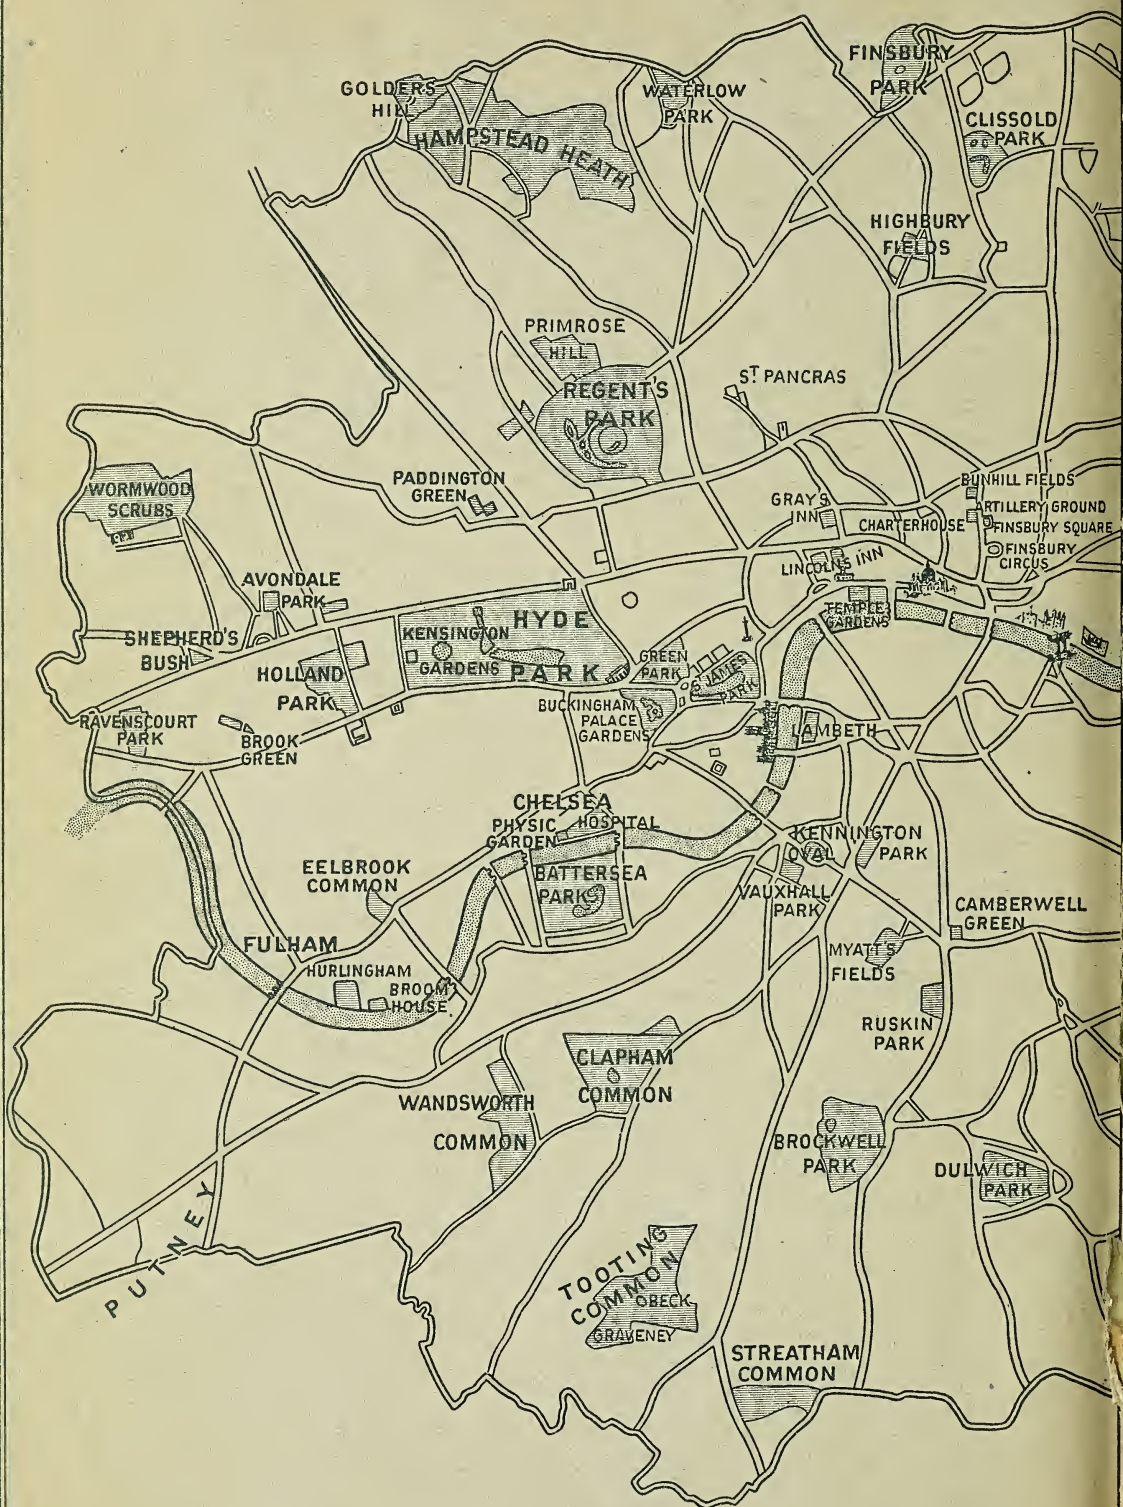 GOLDERS
HILL
HAMPSTEAD HEATH
WATERLOW
PARK
FINSBURY
PARK
CLISSOLD
PARK
HIGHBURY
FIELDS
PRIMROSE
HILL
REGENT'S
PARK
ST PANCRAS
WORMWOOD
SCRUBS
PADDINGTON
GREEN
GRAY'S
INN
CHARTERHOUSE
BUNHILL FIELDS
ARTILLERY GROUND
FINSBURY SQUARE
FINSBURY
CIRCUS
LINCOLN'S INN
TEMPLE
GARDENS
AVONDALE
PARK
SHEPHERD'S
BUSH
HOLLAND
PARK
KENSINGTON
GARDENS
HYDE
PARK
GREEN
PARK
ST JAMES'
PARK
BUCKINGHAM
PALACE
GARDENS
LAMBETH
RAVENSCOURT
PARK
BROOK
GREEN
CHELSEA
PHYSIC
GARDEN
HOSPITAL
BATTERSEA
PARK
KENNINGTON
OVAL
PARK
VAUXHALL
PARK
EELBROOK
COMMON
FULHAM
HURLINGHAM
BROOM
HOUSE
CAMBERWELL
GREEN
MYATT'S
FIELDS
RUSKIN
PARK
CLAPHAM
COMMON
WANDSWORTH
COMMON
BROCKWELL
PARK
DULWICH
PARK
PUTNEY
TOOTING
COMMON
BECK
GRAVENEY
STREATHAM
COMMON